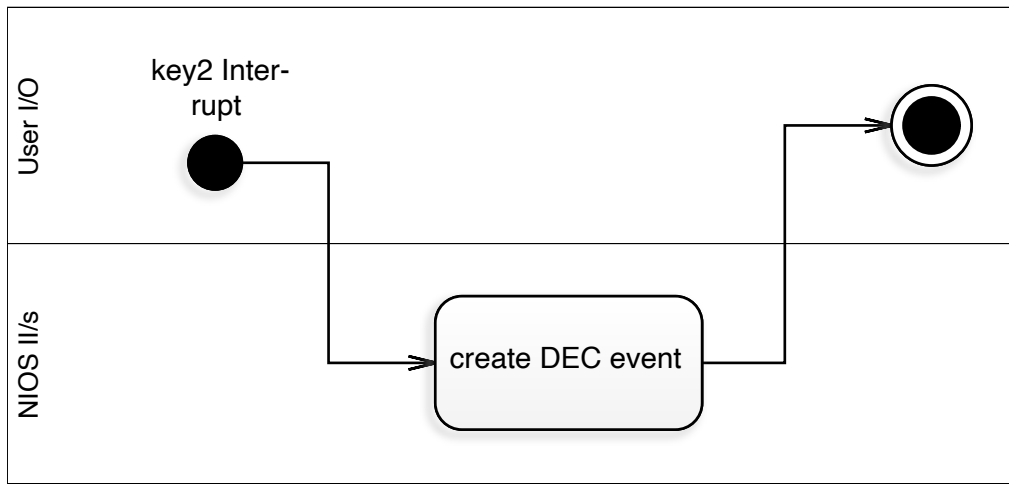 User I/O
key2 Inter-
rupt
NIOS II/s
create DEC event